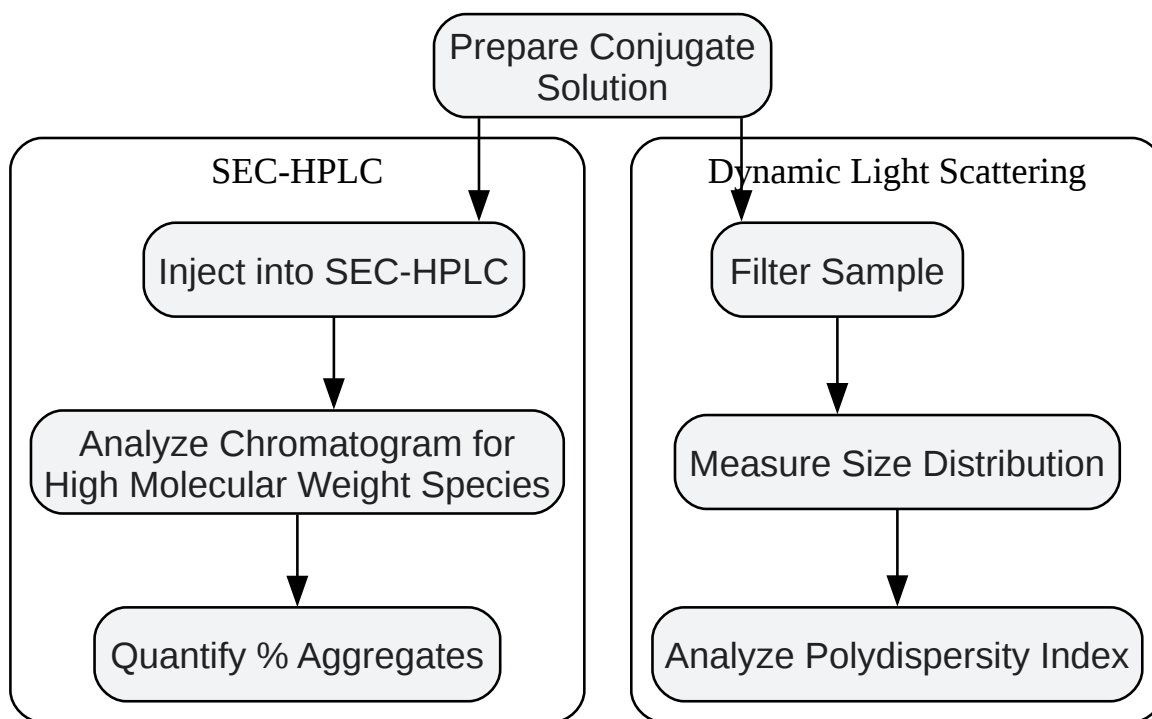 Prepare Conjugate
Solution
SEC-HPLC
Dynamic Light Scattering
Inject into SEC-HPLC
Filter Sample
Analyze Chromatogram for
High Molecular Weight Species
Measure Size Distribution
Quantify % Aggregates
Analyze Polydispersity Index